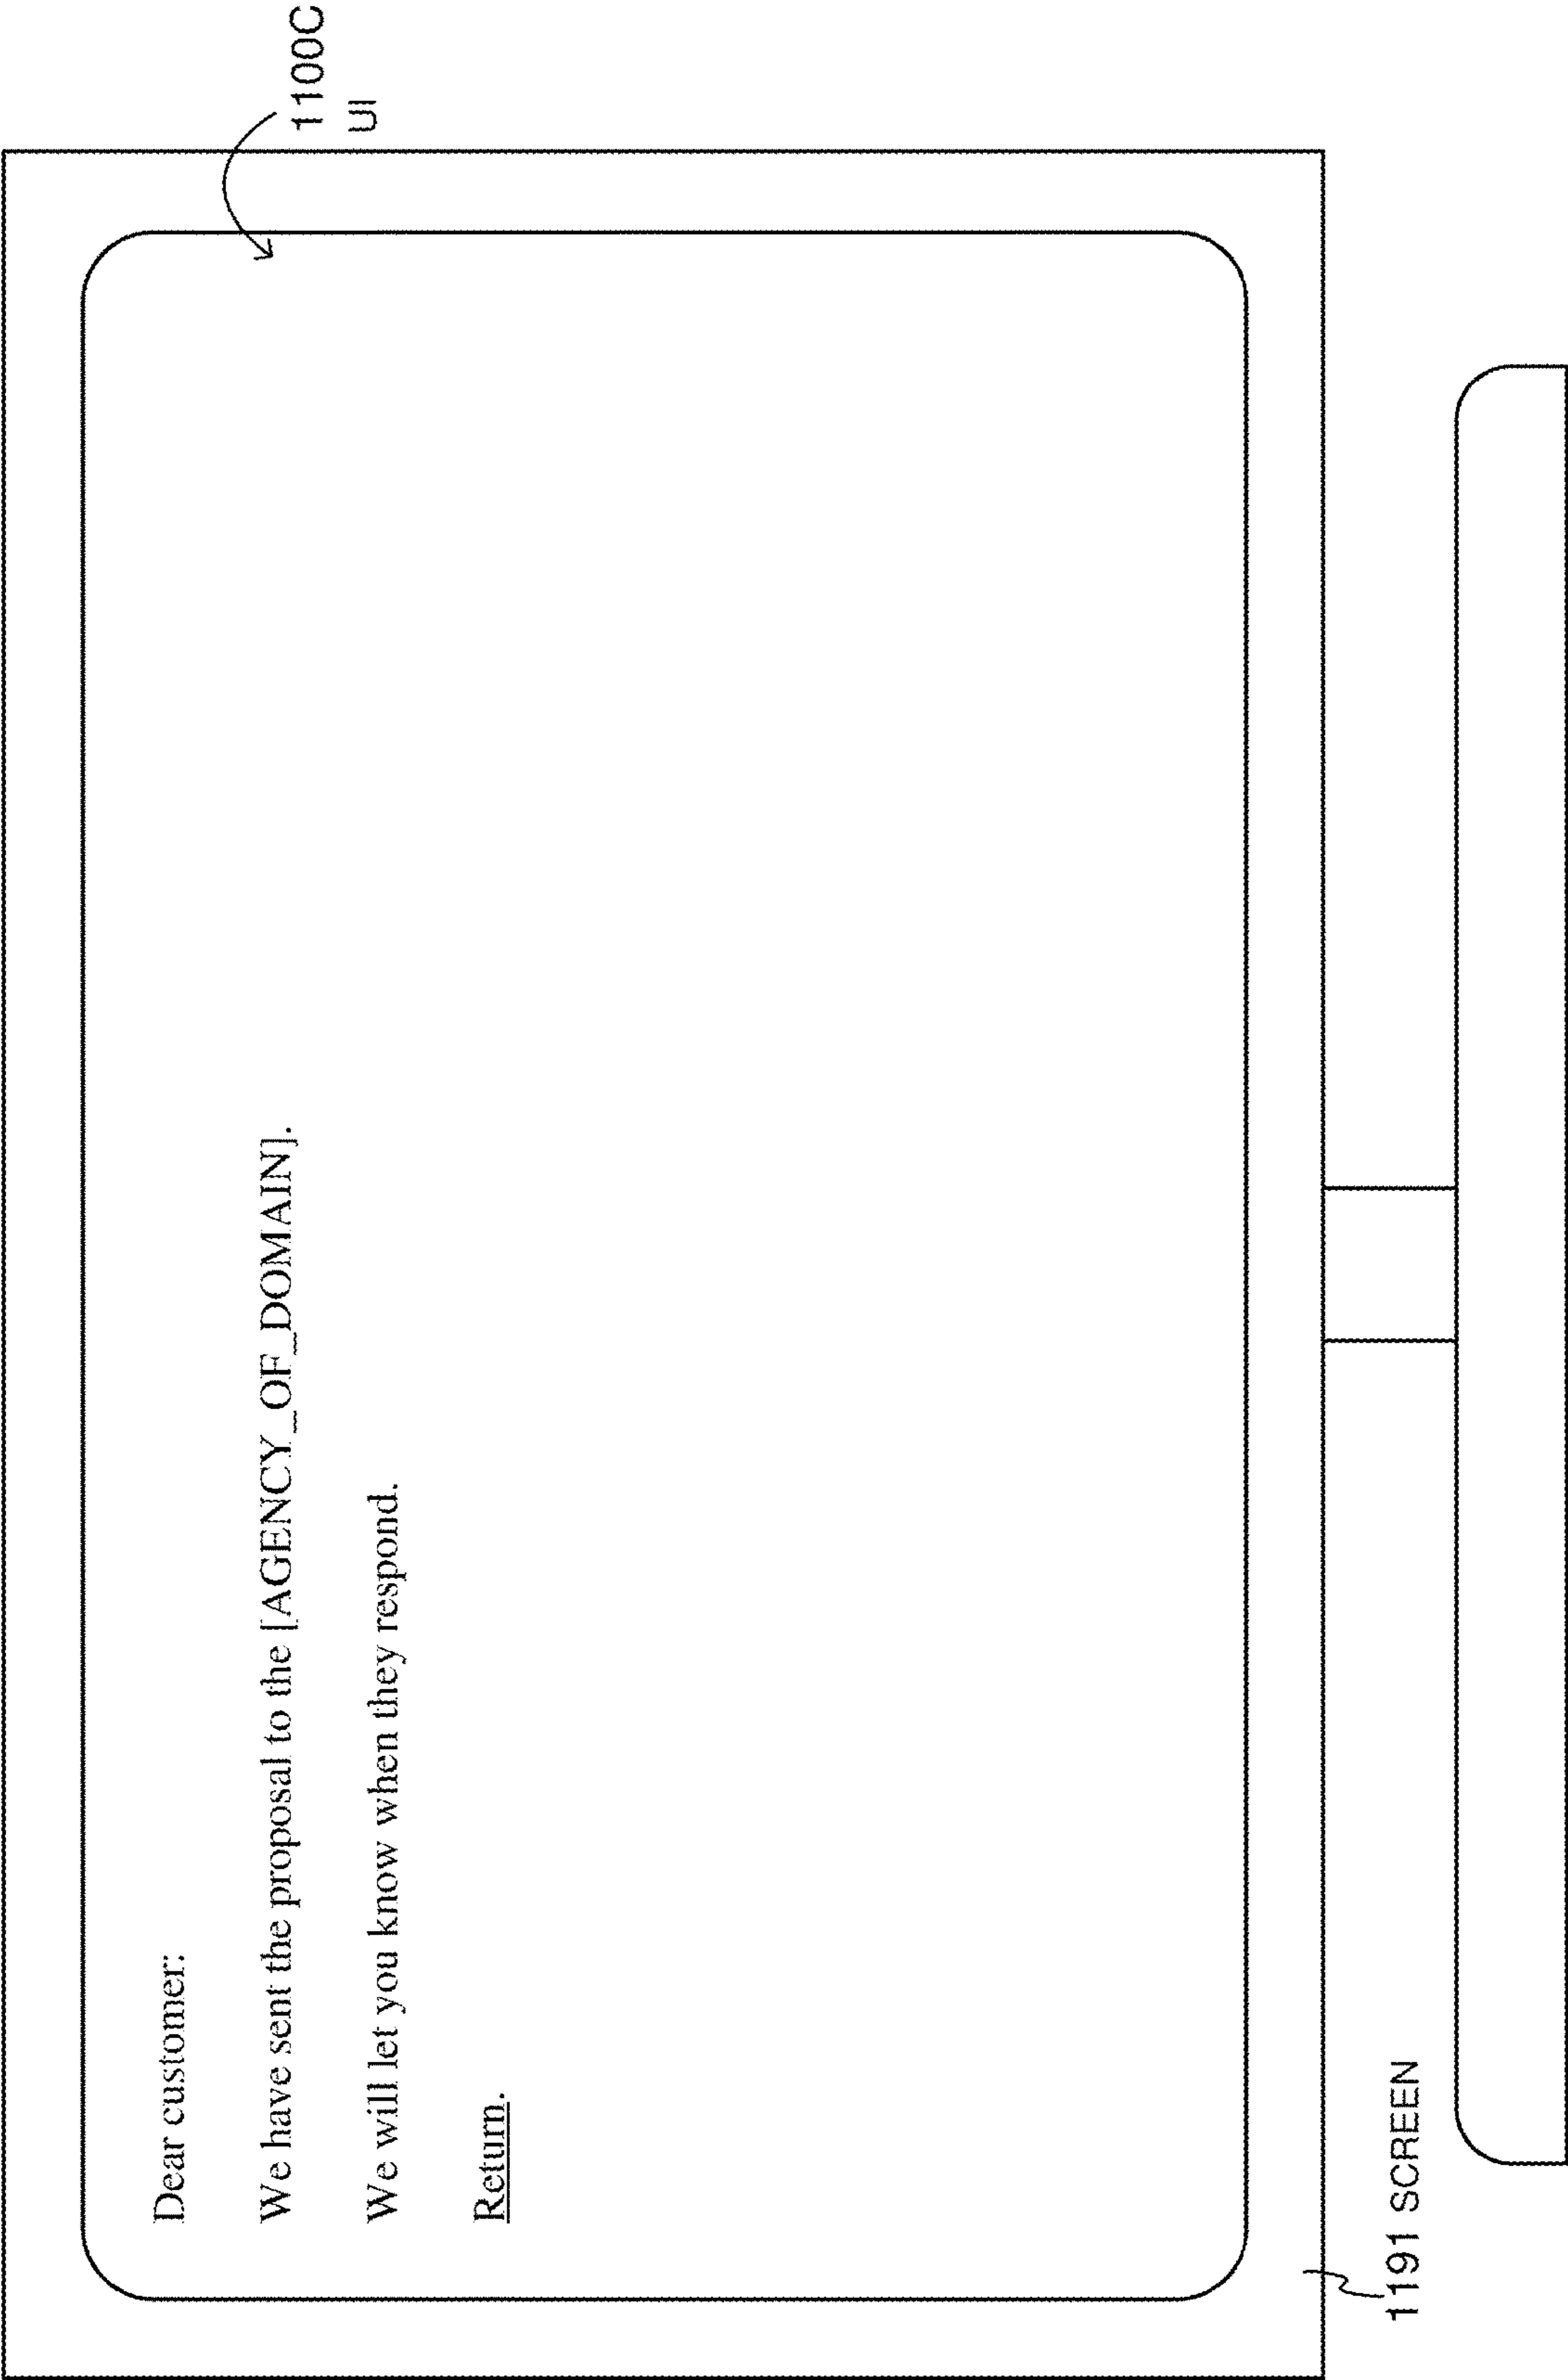 1100C
UI
Dear customer:
We have sent the proposal to the [AGENCY_OF_DOMAIN].
We will let you know when they respond.
Return.
1191 SCREEN